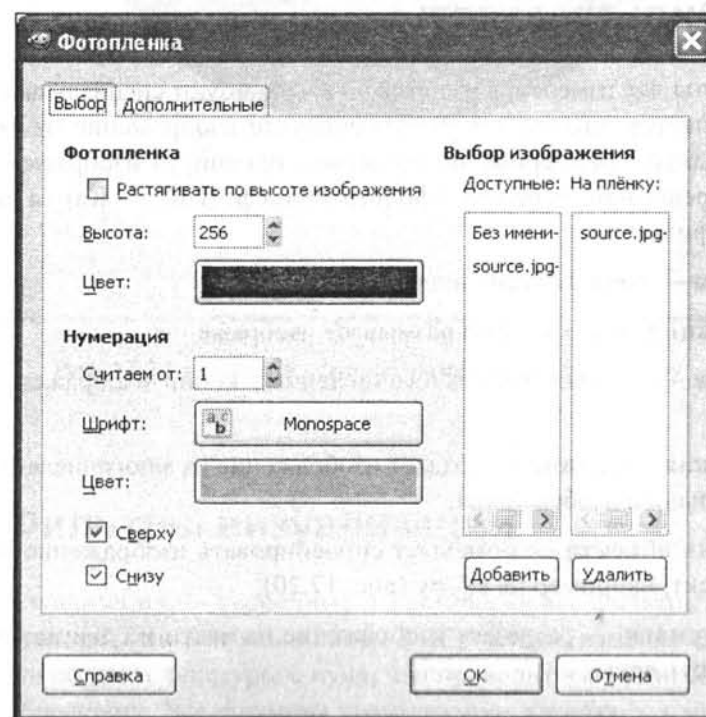 Фотопленка
Выбор Дополнительные
Фотопленка
Растягивать по высоте изображения
Высота: 256
Цвет:
Нумерация
Считаем от: 1
Шрифт: Monospace
Цвет:
Сверху
Снизу
Выбор изображения
Доступные: На плёнку:
Без имени- source.jpg-
source.jpg-
Добавить Удалить
Справка OK Отмена